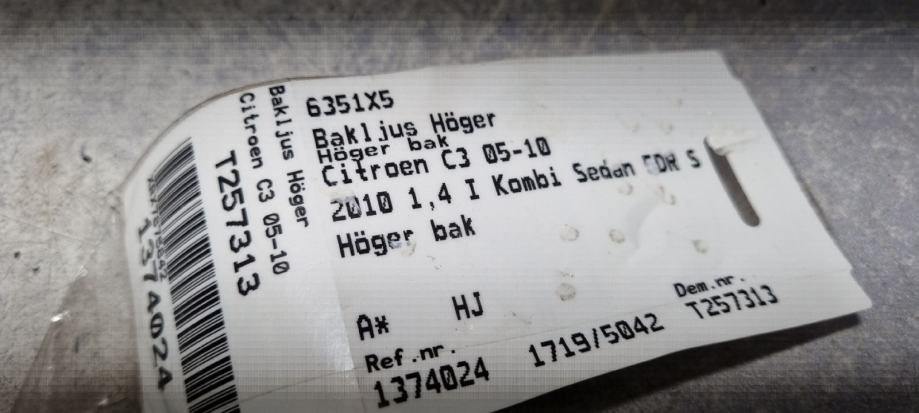 6351X5
Bakljus Höger
Höger bak
Citroen C3 05-10
2010 1,4 I Kombi Sedan 5DR S
Höger bak
A* HJ
Ref.nr.
1374024 1719/5042
Dem.nr.
T257313
Bakljus Höger
Citroen C3 05-10
T257313
1374024